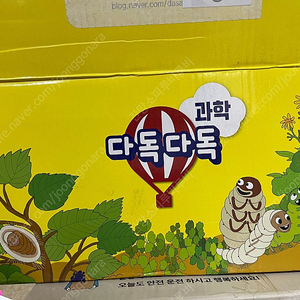 blog.naver.com/dasa
과학
다독다독
오늘도 안전 운전 하시고 행복하세요!